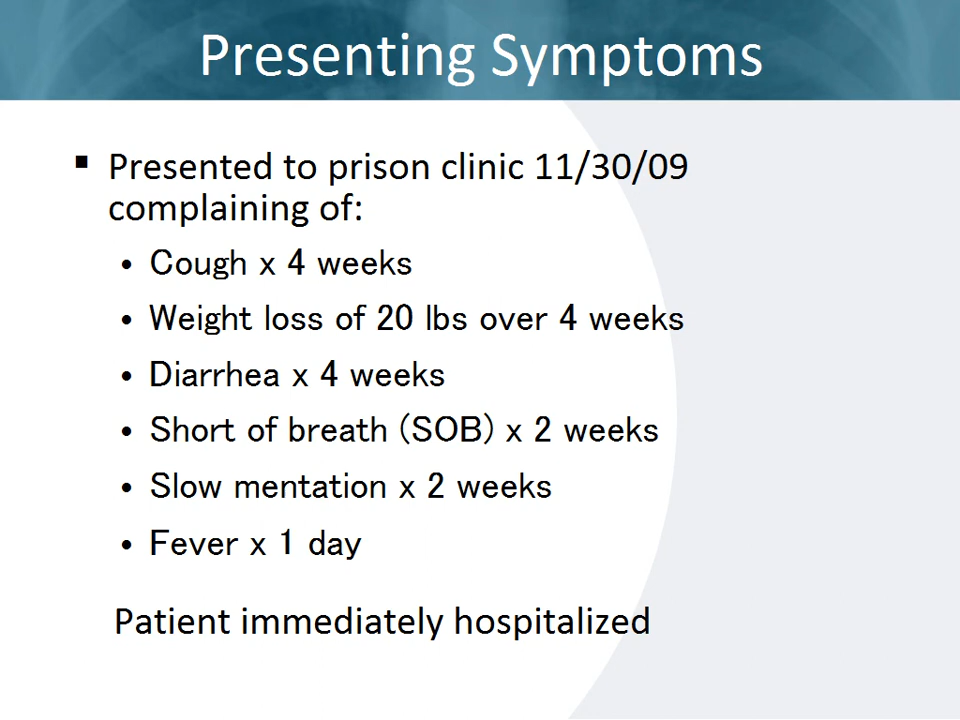 Presenting Symptoms
▪ Presented to prison clinic 11/30/09
complaining of:
• Cough x 4 weeks
• Weight loss of 20 lbs over 4 weeks
• Diarrhea x 4 weeks
• Short of breath (SOB) x 2 weeks
• Slow mentation x 2 weeks
• Fever x 1 day
Patient immediately hospitalized